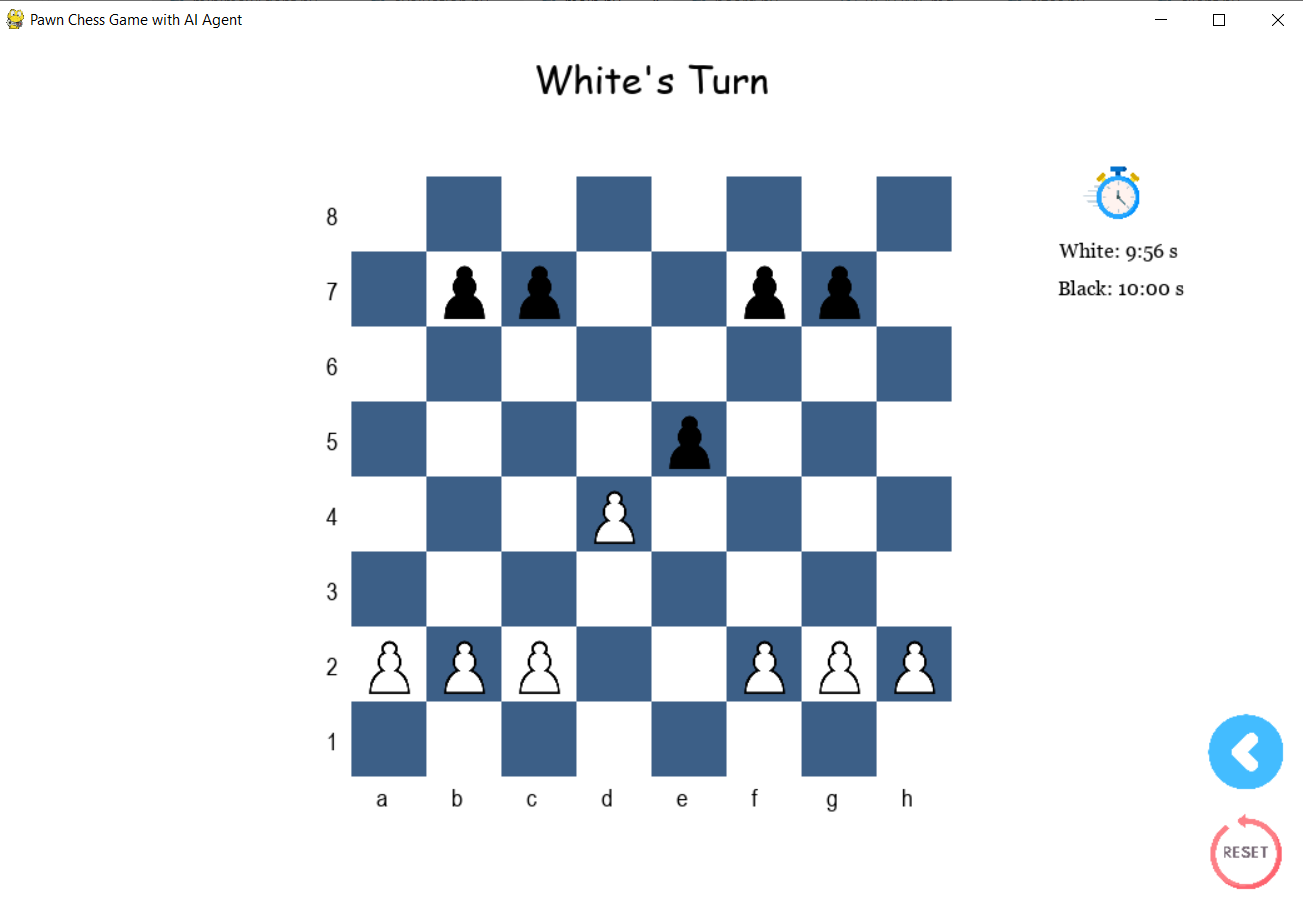 Pawn Chess Game with AI Agent
White's Turn
8
7
6
5
4
3
2
1
a b c d e f g h
White: 9:56 s
Black: 10:00 s
RESET